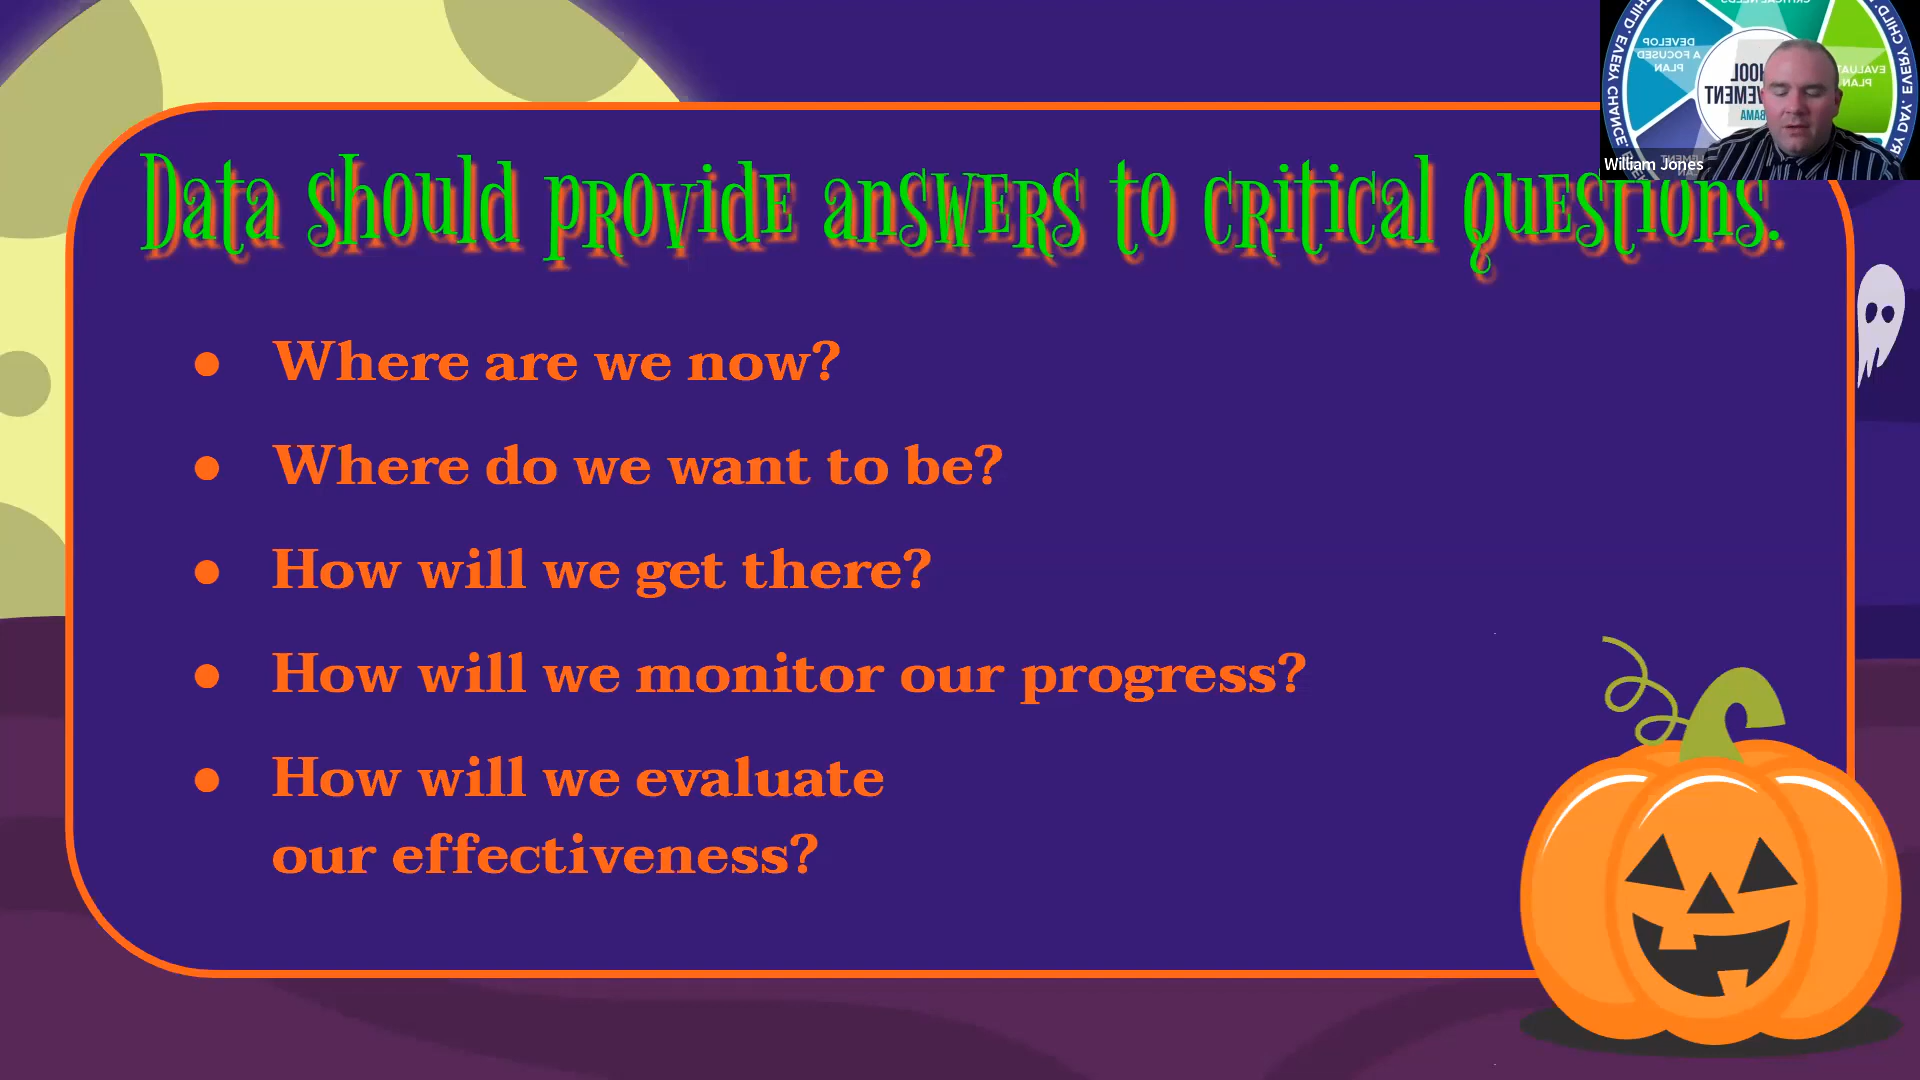 Data should provide answers to critical questions.
Where are we now?
Where do we want to be?
How will we get there?
How will we monitor our progress?
How will we evaluate
our effectiveness?
DEVELOP
A FOCUSED
PLAN
William Jones